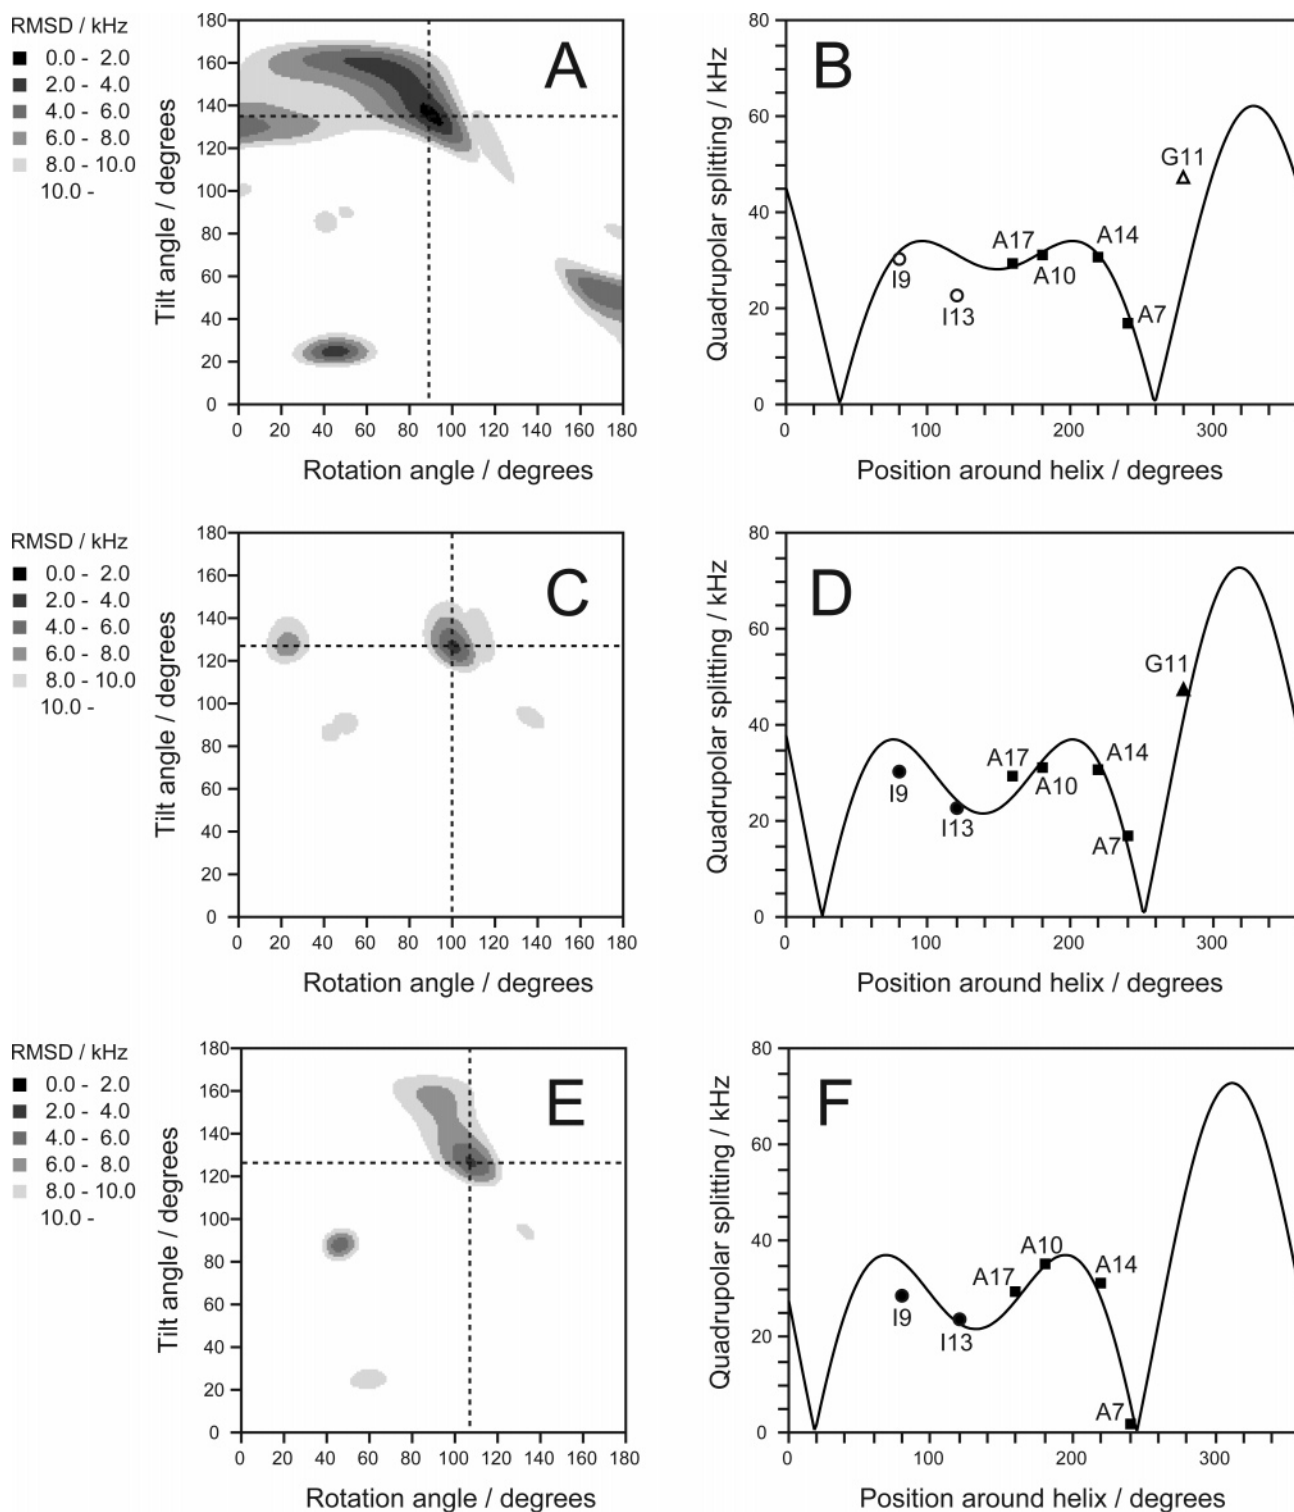 RMSD / kHz
0.0 - 2.0
2.0 - 4.0
4.0 - 6.0
6.0 - 8.0
8.0 - 10.0
10.0 -
Tilt angle / degrees
180
160
140
120
100
80
60
40
20
0
0 20 40 60 80 100 120 140 160 180
Rotation angle / degrees
A
Quadrupolar splitting / kHz
80
60
40
20
0
0 100 200 300
Position around helix / degrees
B
I9
I13
A17
A10
A14
A7
G11
RMSD / kHz
0.0 - 2.0
2.0 - 4.0
4.0 - 6.0
6.0 - 8.0
8.0 - 10.0
10.0 -
Tilt angle / degrees
180
160
140
120
100
80
60
40
20
0
0 20 40 60 80 100 120 140 160 180
Rotation angle / degrees
C
Quadrupolar splitting / kHz
80
60
40
20
0
0 100 200 300
Position around helix / degrees
D
I9
I13
A17
A10
A14
A7
G11
RMSD / kHz
0.0 - 2.0
2.0 - 4.0
4.0 - 6.0
6.0 - 8.0
8.0 - 10.0
10.0 -
Tilt angle / degrees
180
160
140
120
100
80
60
40
20
0
0 20 40 60 80 100 120 140 160 180
Rotation angle / degrees
E
Quadrupolar splitting / kHz
80
60
40
20
0
0 100 200 300
Position around helix / degrees
F
I9
I13
A17
A10
A14
A7